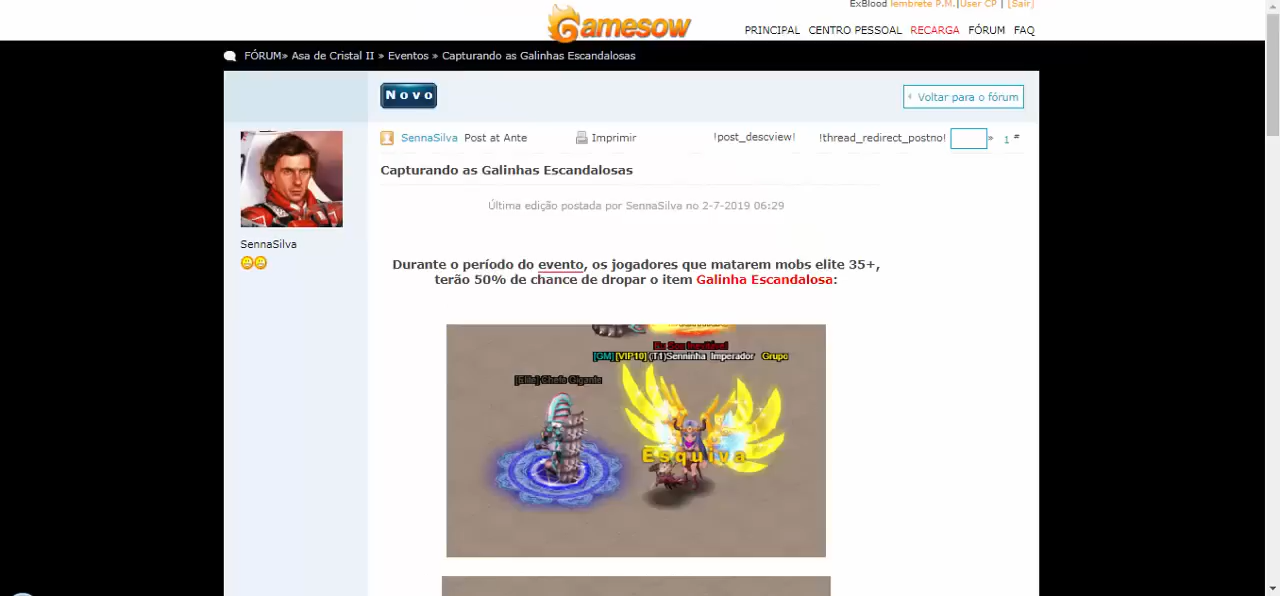 ExBlood lembrete P.M.|User CP | [Sair]
Gamesow
PRINCIPAL CENTRO PESSOAL RECARGA FÓRUM FAQ
FÓRUM» Asa de Cristal II » Eventos » Capturando as Galinhas Escandalosas
Novo
Voltar para o fórum
SennaSilva Post at Ante Imprimir !post_descview! !thread_redirect_postno! » 1 #
Capturando as Galinhas Escandalosas
Última edição postada por SennaSilva no 2-7-2019 06:29
SennaSilva
Durante o período do evento, os jogadores que matarem mobs elite 35+,
terão 50% de chance de dropar o item Galinha Escandalosa:
Eu Sou Inevitável!
[GM][VIP10](T1)Senninha Imperador Grupo
[Elite]Chefe Gigante
Esquiva